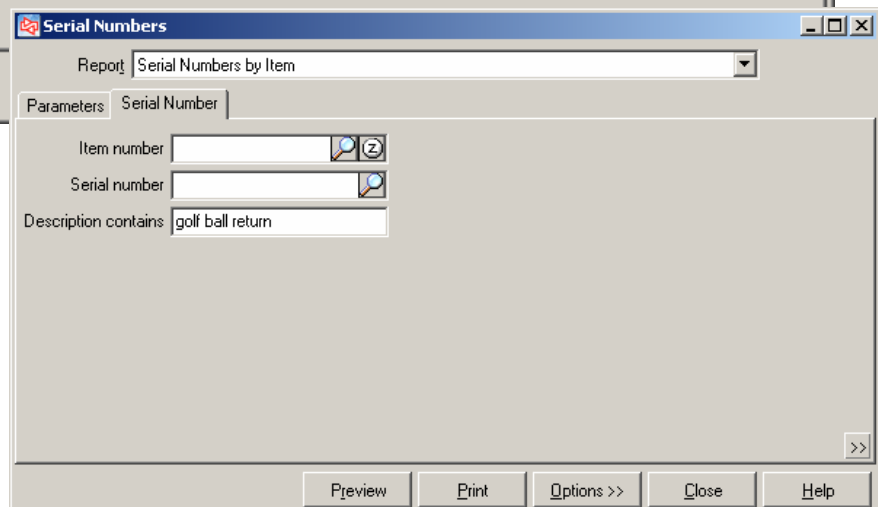 Serial Numbers
Report Serial Numbers by Item
Parameters Serial Number
Item number
Serial number
Description contains golf ball return
>>
Preview Print Options >> Close Help